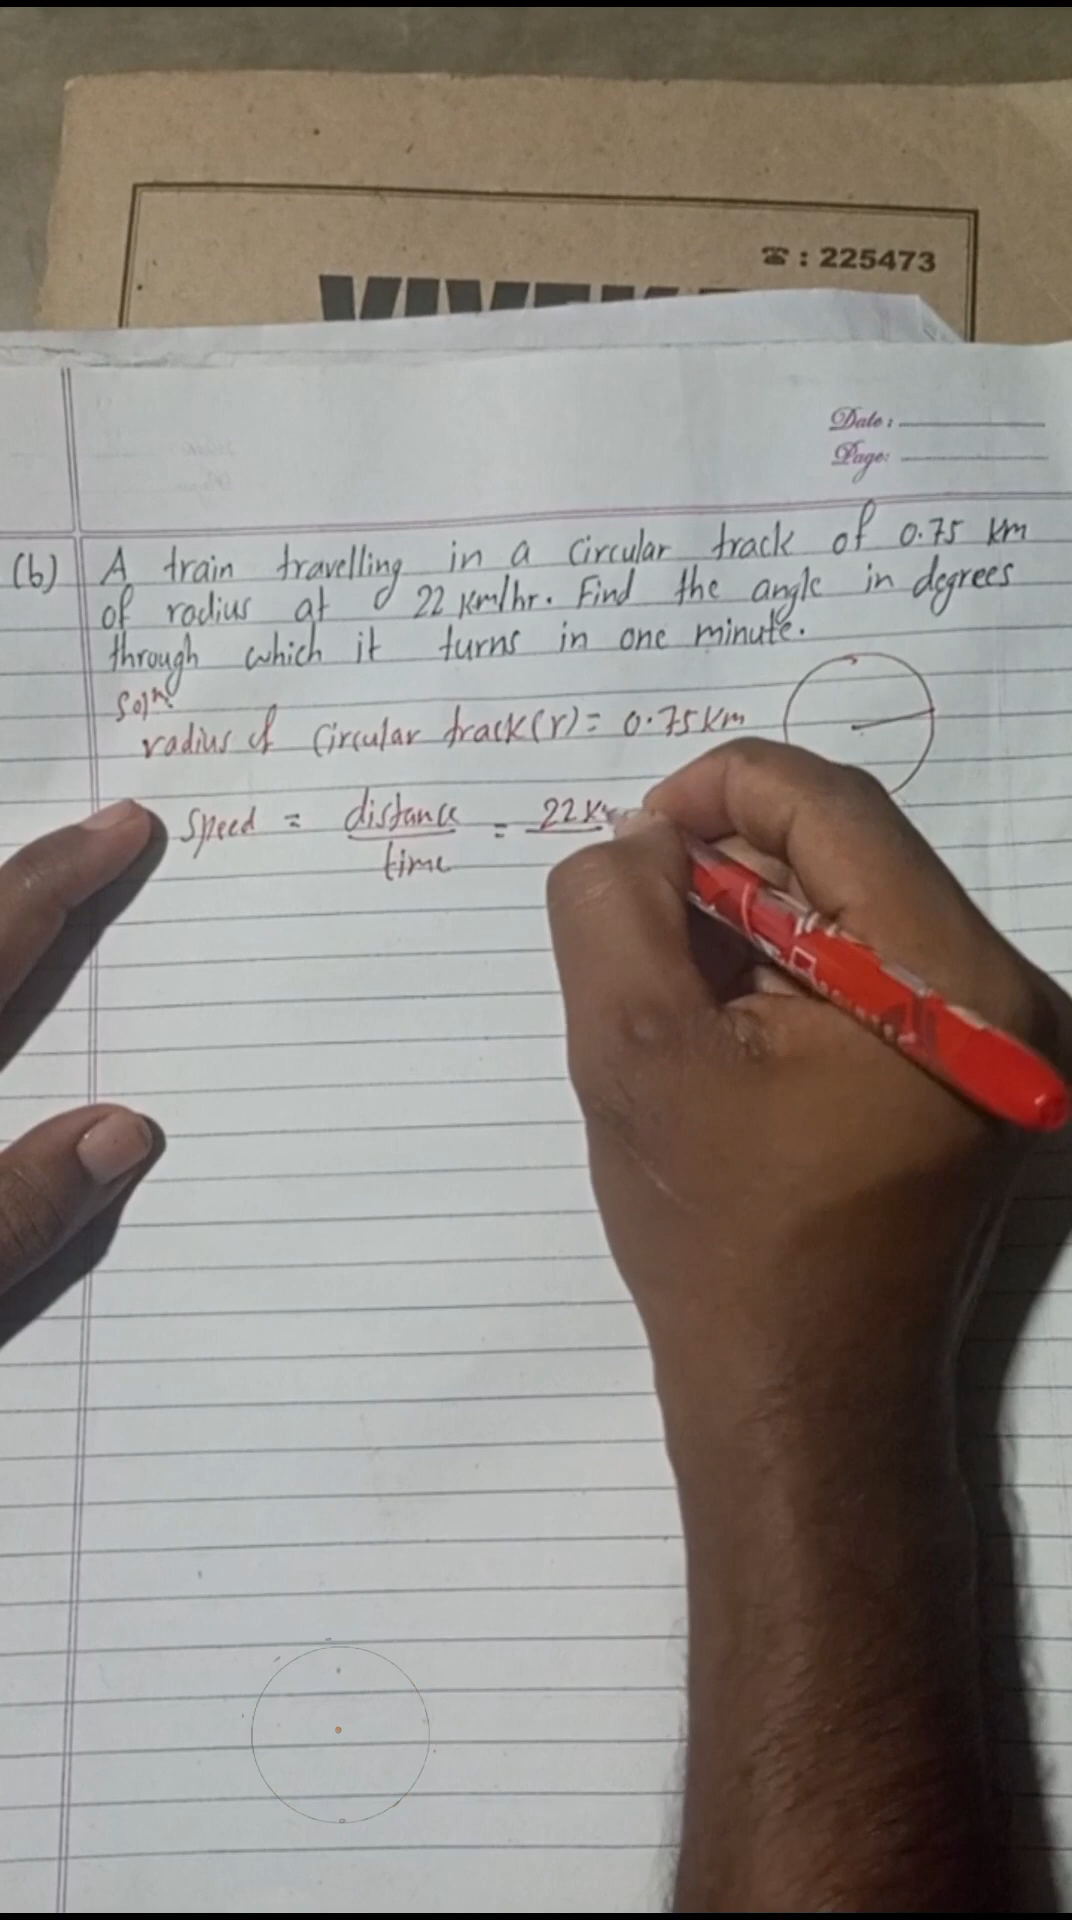 ☎ : 225473
Date:
Page:
(b) A train travelling in a circular track of 0.75 km
of radius at 22 km/hr. Find the angle in degrees
through which it turns in one minute.
Soln
radius of circular track (r) = 0.75 km
speed = distance/time = 22 K